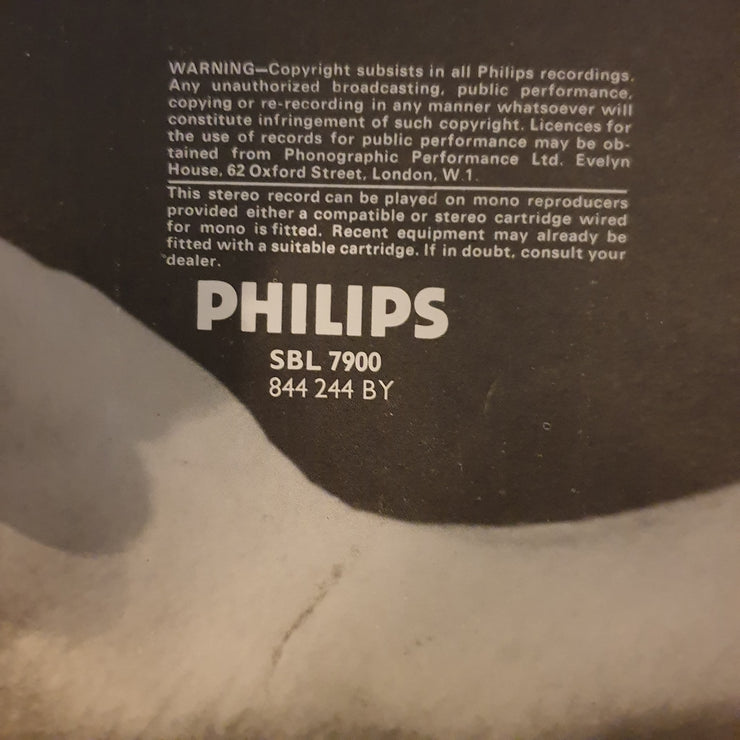 WARNING—Copyright subsists in all Philips recordings.
Any unauthorized broadcasting, public performance,
copying or re-recording in any manner whatsoever will
constitute infringement of such copyright. Licences for
the use of records for public performance may be ob-
tained from Phonographic Performance Ltd. Evelyn
House, 62 Oxford Street, London, W.1.
This stereo record can be played on mono reproducers
provided either a compatible or stereo cartridge wired
for mono is fitted. Recent equipment may already be
fitted with a suitable cartridge. If in doubt, consult your
dealer.
PHILIPS
SBL 7900
844 244 BY